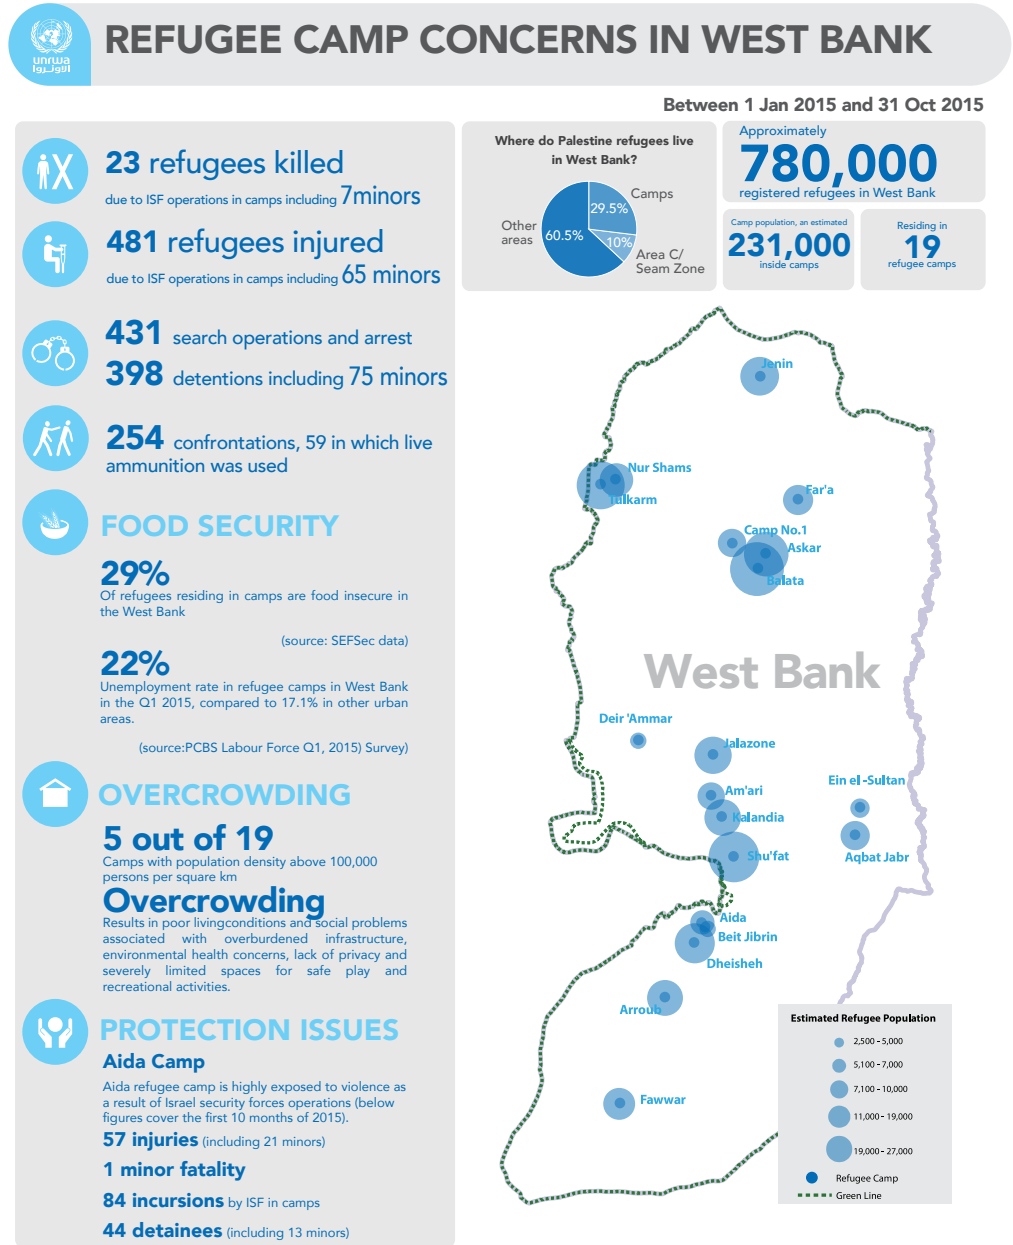 unrwa
الأونروا
REFUGEE CAMP CONCERNS IN WEST BANK
Between 1 Jan 2015 and 31 Oct 2015
23 refugees killed
due to ISF operations in camps including 7minors
481 refugees injured
due to ISF operations in camps including 65 minors
431 search operations and arrest
398 detentions including 75 minors
254 confrontations, 59 in which live
ammunition was used
FOOD SECURITY
29%
Of refugees residing in camps are food insecure in
the West Bank
(source: SEFSec data)
22%
Unemployment rate in refugee camps in West Bank
in the Q1 2015, compared to 17.1% in other urban
areas.
(source:PCBS Labour Force Q1, 2015) Survey)
OVERCROWDING
5 out of 19
Camps with population density above 100,000
persons per square km
Overcrowding
Results in poor livingconditions and social problems
associated with overburdened infrastructure,
environmental health concerns, lack of privacy and
severely limited spaces for safe play and
recreational activities.
PROTECTION ISSUES
Aida Camp
Aida refugee camp is highly exposed to violence as
a result of Israel security forces operations (below
figures cover the first 10 months of 2015).
57 injuries (including 21 minors)
1 minor fatality
84 incursions by ISF in camps
44 detainees (including 13 minors)
Where do Palestine refugees live
in West Bank?
Camps
29.5%
Other
areas
60.5%
10%
Area C/
Seam Zone
Approximately
780,000
registered refugees in West Bank
Camp population, an estimated
231,000
inside camps
Residing in
19
refugee camps
Jenin
Nur Shams
Tulkarm
Far'a
Camp No.1
Askar
Balata
West Bank
Deir 'Ammar
Jalazone
Ein el -Sultan
Am'ari
Kalandia
Shu'fat
Aqbat Jabr
Aida
Beit Jibrin
Dheisheh
Arroub
Fawwar
Estimated Refugee Population
2,500 - 5,000
5,100 - 7,000
7,100 - 10,000
11,000 - 19,000
19,000 - 27,000
Refugee Camp
Green Line